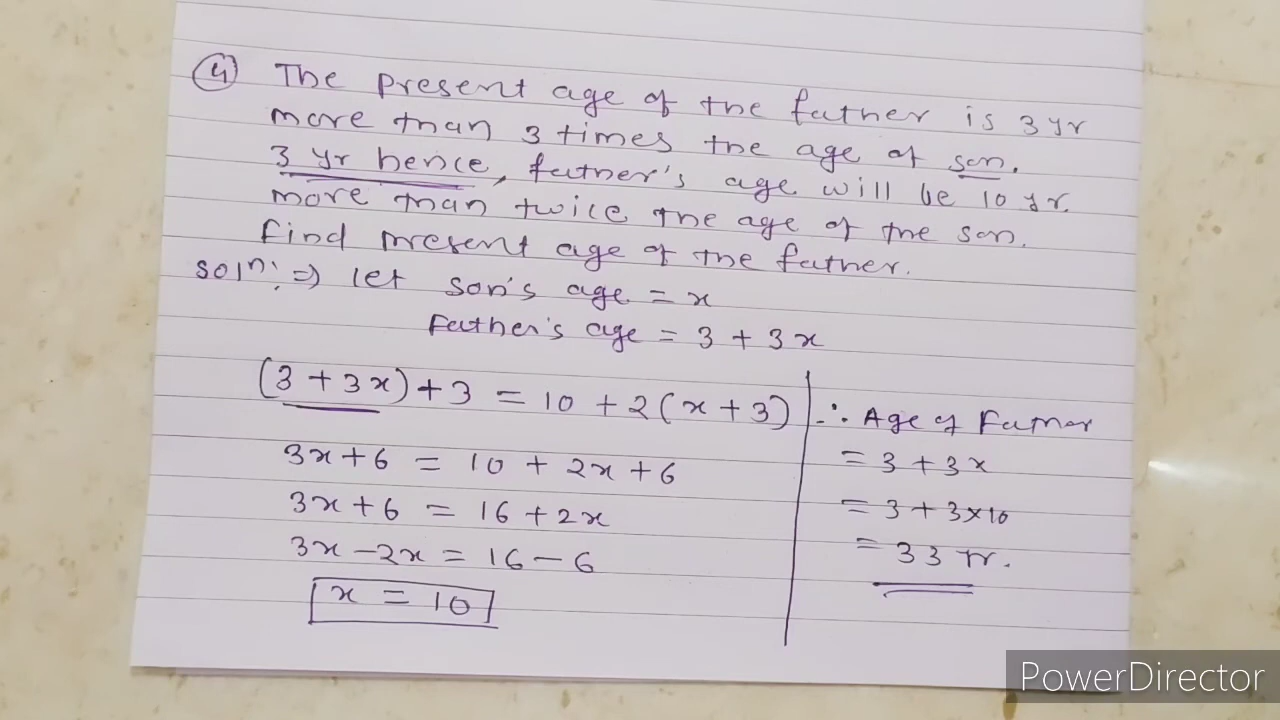 4) The present age of the father is 3 yr
more than 3 times the age of son.
3 yr hence, father's age will be 10 yr.
more than twice the age of the son.
find present age of the father.
Soln: ⇒ let son's age = x
Father's age = 3 + 3x
(3 + 3x) + 3 = 10 + 2(x + 3)
3x + 6 = 10 + 2x + 6
3x + 6 = 16 + 2x
3x - 2x = 16 - 6
x = 10
∴ Age of Father
= 3 + 3x
= 3 + 3×10
= 33 yr.
PowerDirector